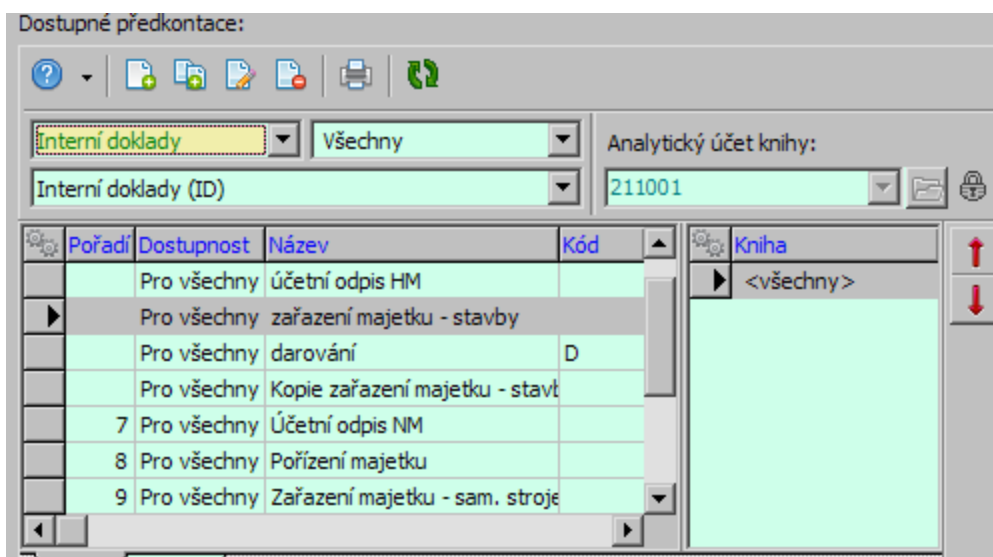 Dostupné předkontace:
Interní doklady Všechny Analytický účet knihy:
Interní doklady (ID) 211001
Pořadí Dostupnost Název Kód Kniha
Pro všechny účetní odpis HM <všechny>
Pro všechny zařazení majetku - stavby
Pro všechny darování D
Pro všechny Kopie zařazení majetku - stavb
7 Pro všechny Účetní odpis NM
8 Pro všechny Pořízení majetku
9 Pro všechny Zařazení majetku - sam. stroje